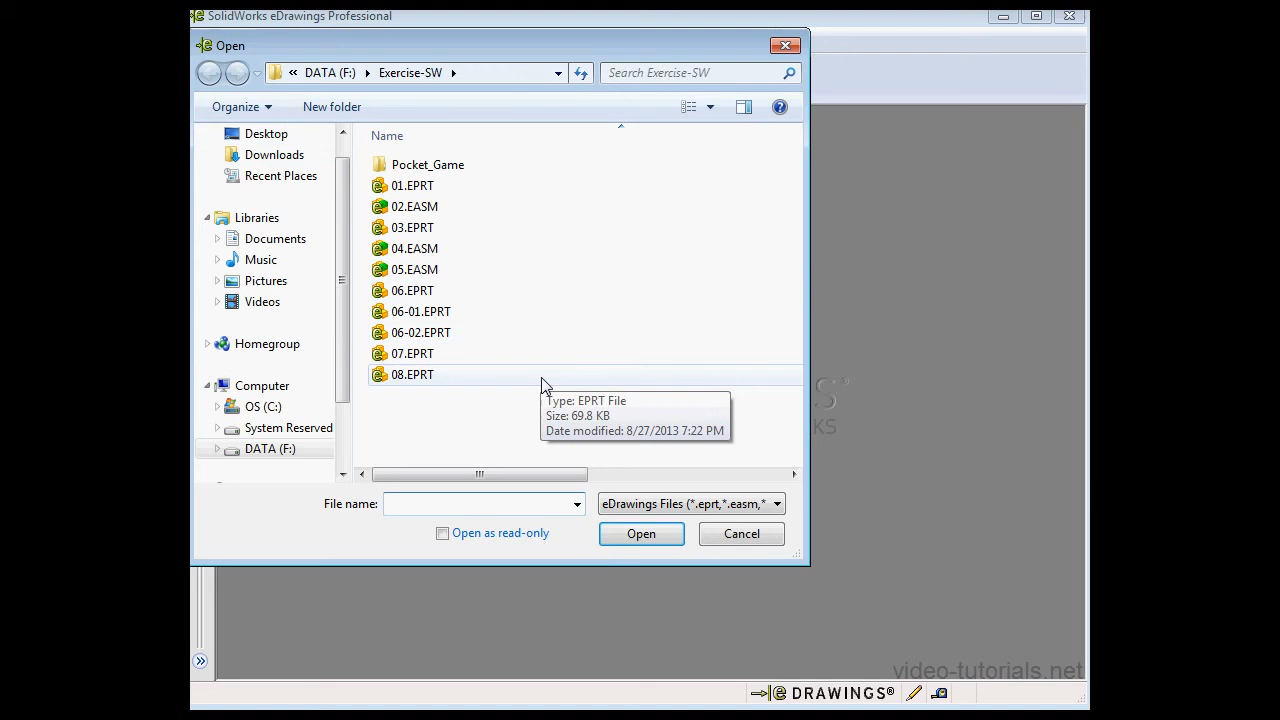 SolidWorks eDrawings Professional
Open
« DATA (F:) Exercise-SW
Search Exercise-SW
Organize
New folder
Name
Desktop
Downloads
Recent Places
Libraries
Documents
Music
Pictures
Videos
Homegroup
Computer
OS (C:)
System Reserved
DATA (F:)
Pocket_Game
01.EPRT
02.EASM
03.EPRT
04.EASM
05.EASM
06.EPRT
06-01.EPRT
06-02.EPRT
07.EPRT
08.EPRT
Type: EPRT File
Size: 69.8 KB
Date modified: 8/27/2013 7:22 PM
File name:
eDrawings Files (*.eprt,*.easm,*
Open as read-only
Open
Cancel
video-tutorials.net
e DRAWINGS®